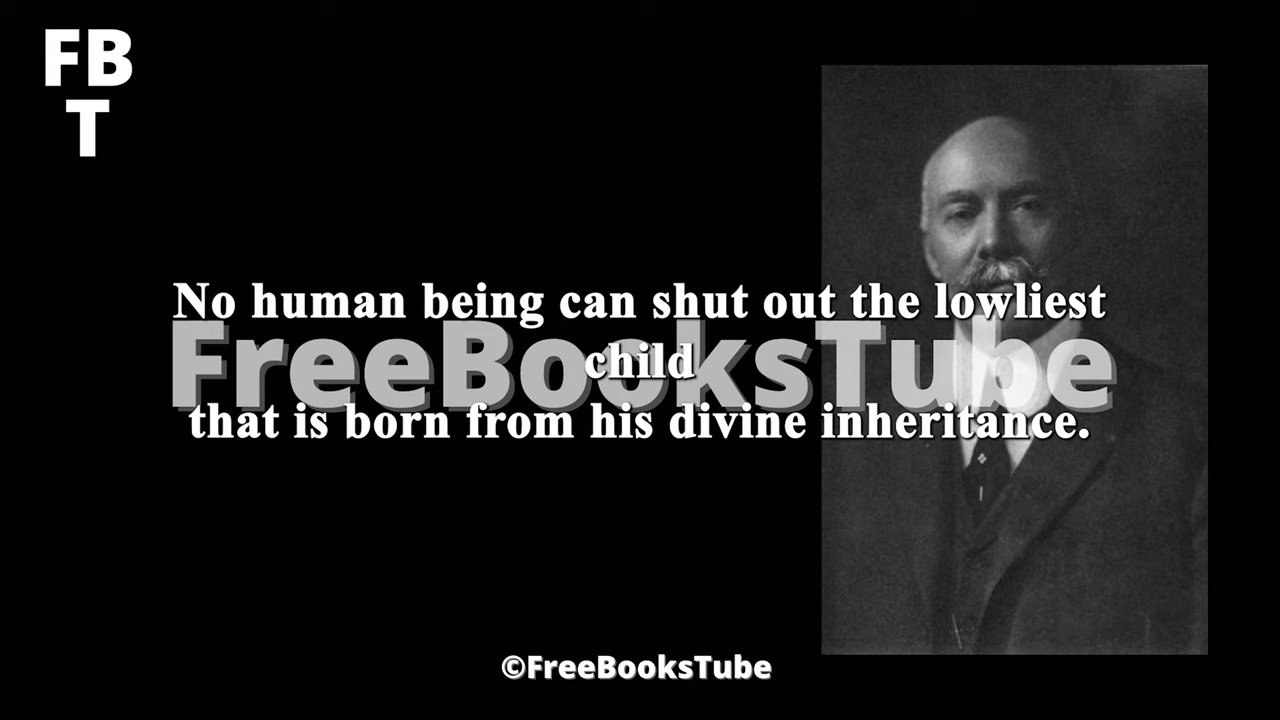 FB
T
No human being can shut out the lowliest
FreeBooksTube
child
that is born from his divine inheritance.
©FreeBooksTube